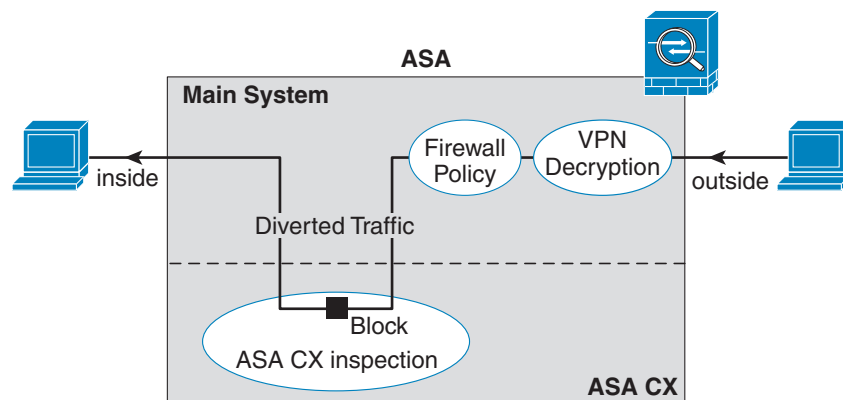 ASA
Main System
Firewall
Policy
VPN
Decryption
inside
outside
Diverted Traffic
Block
ASA CX inspection
ASA CX